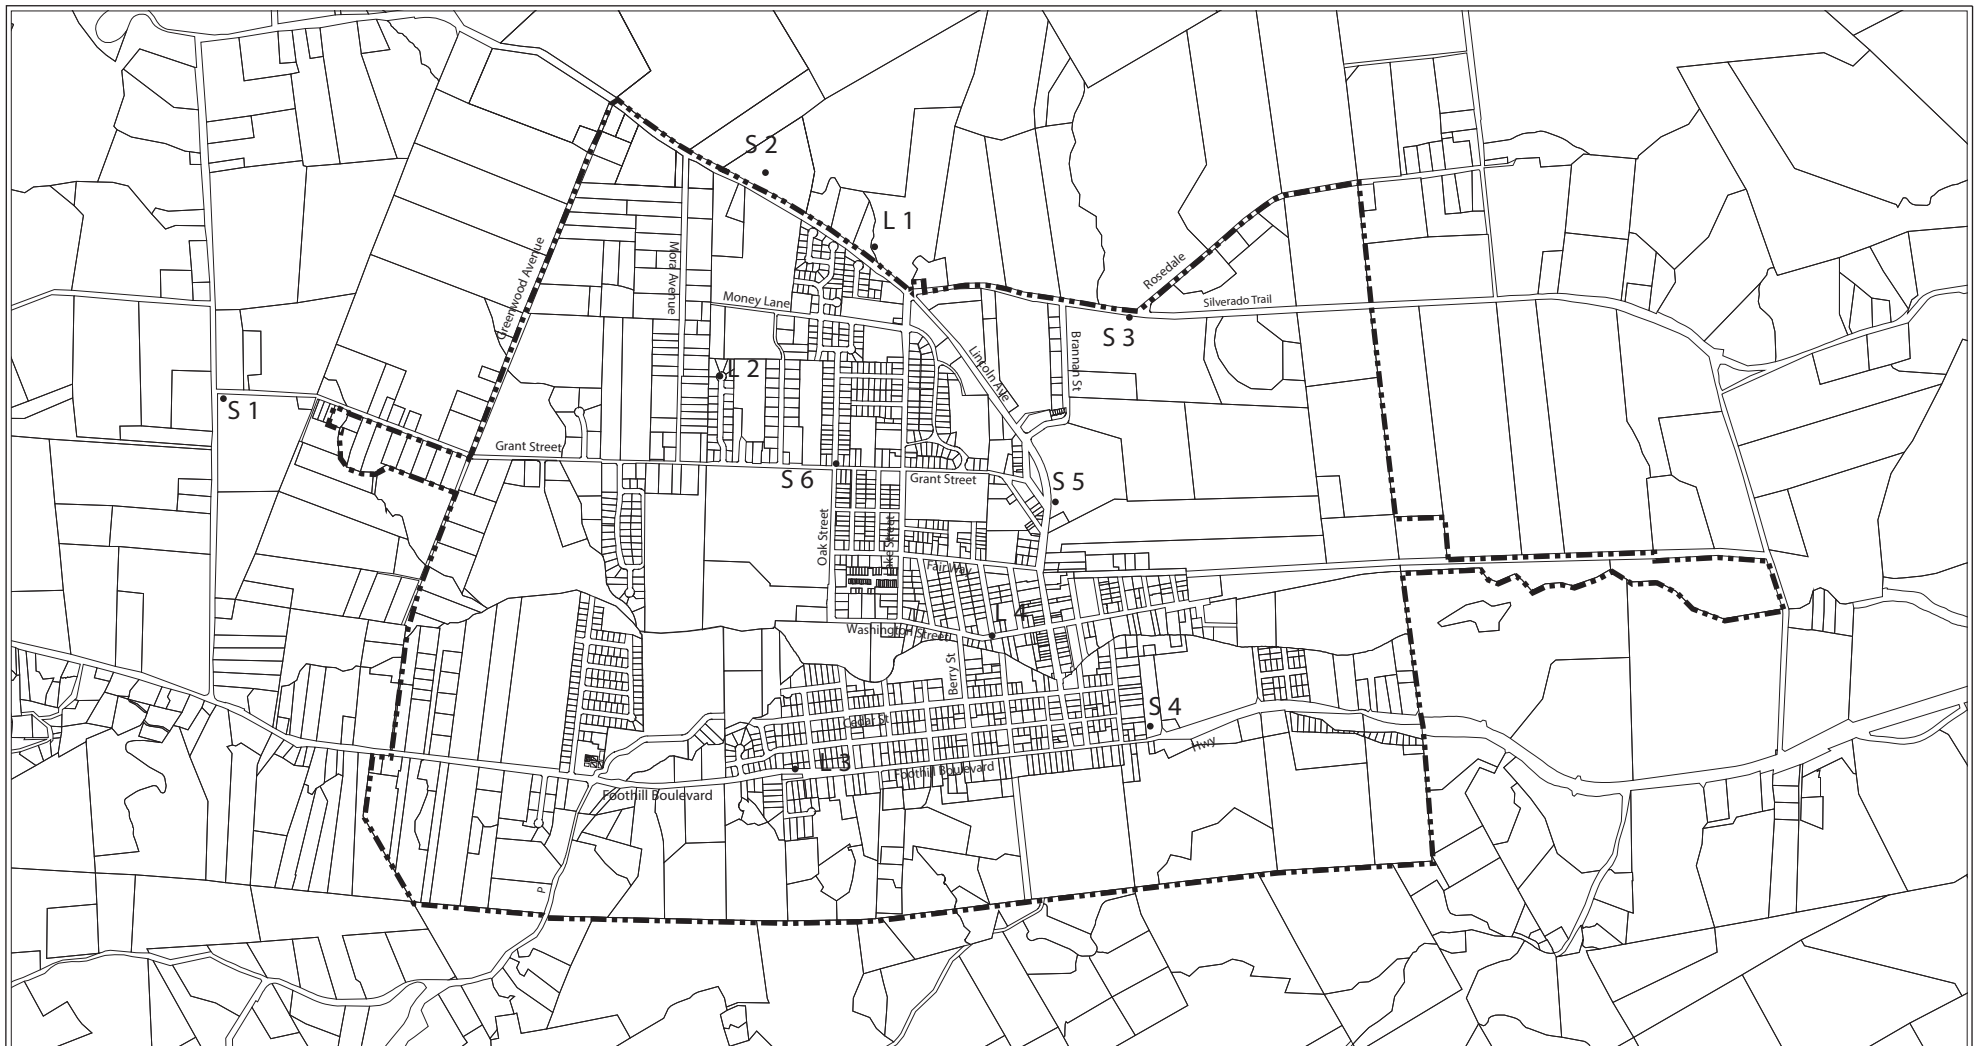 S 2
L 1
Greenwood Avenue
Mora Avenue
Money Lane
Rosedale
Silverado Trail
S 3
Lincoln Ave
Brannan St
L 2
S 1
Grant Street
S 6
Grant Street
S 5
Oak Street
Fair Way
L 4
Washington Street
Berry St
Cedar St
S 4
Hwy
L 3
Foothill Boulevard
Foothill Boulevard
P